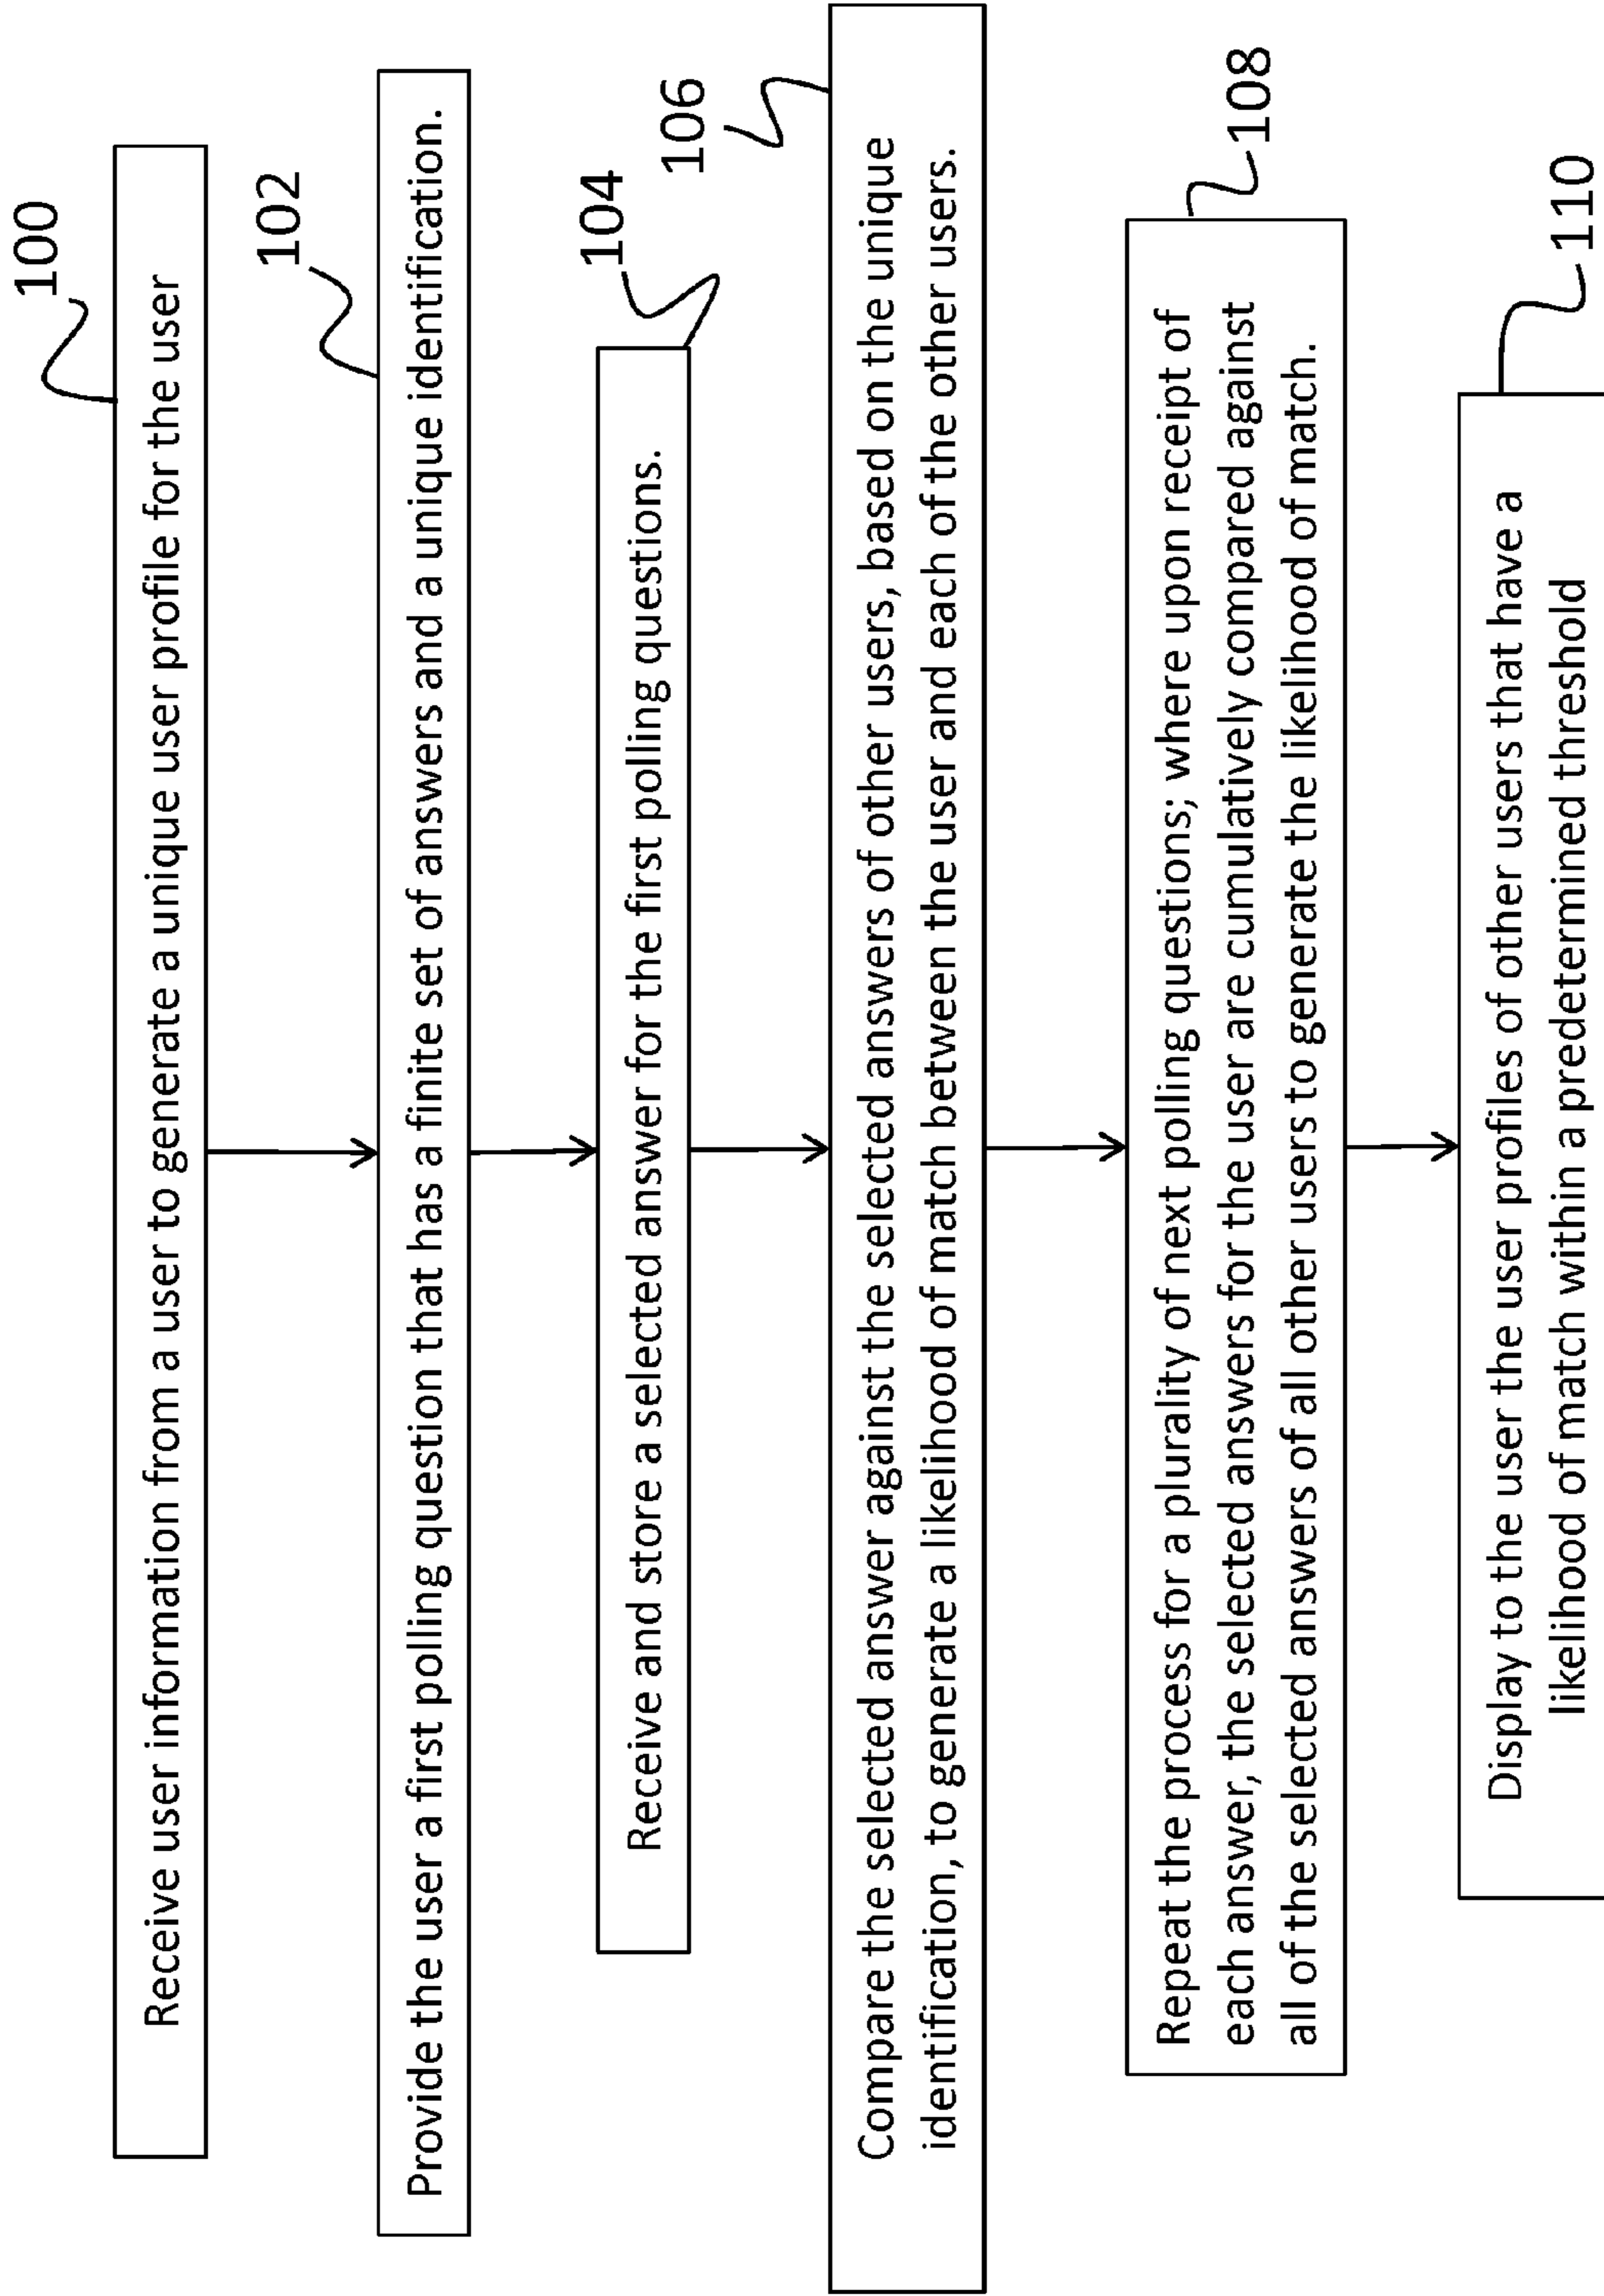 100
Receive user information from a user to generate a unique user profile for the user
102
Provide the user a first polling question that has a finite set of answers and a unique identification.
104
Receive and store a selected answer for the first polling questions.
106
Compare the selected answer against the selected answers of other users, based on the unique
identification, to generate a likelihood of match between the user and each of the other users.
108
Repeat the process for a plurality of next polling questions; where upon receipt of
each answer, the selected answers for the user are cumulatively compared against
all of the selected answers of all other users to generate the likelihood of match.
110
Display to the user the user profiles of other users that have a
likelihood of match within a predetermined threshold